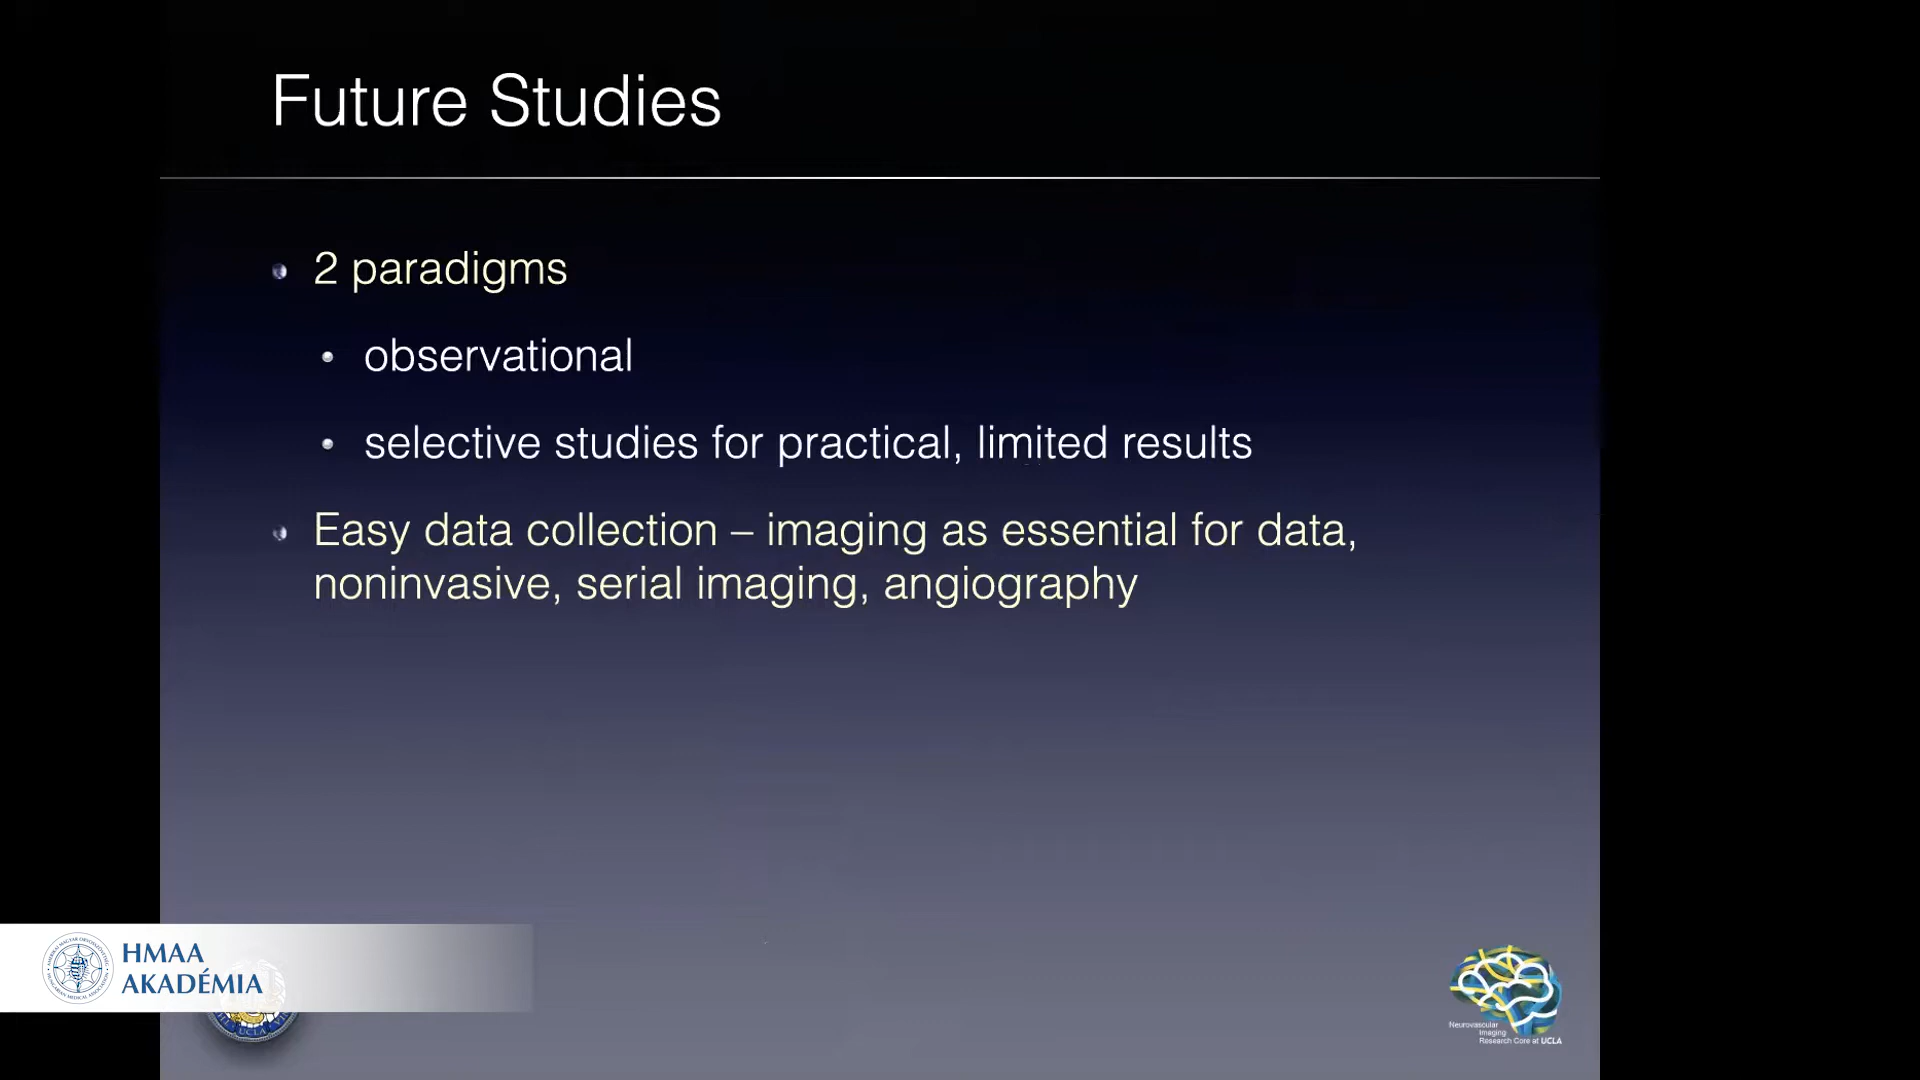 Future Studies
2 paradigms
observational
selective studies for practical, limited results
Easy data collection – imaging as essential for data,
noninvasive, serial imaging, angiography
HMAA
AKADÉMIA
UCLA
Neurovascular
Imaging
Research Core at UCLA